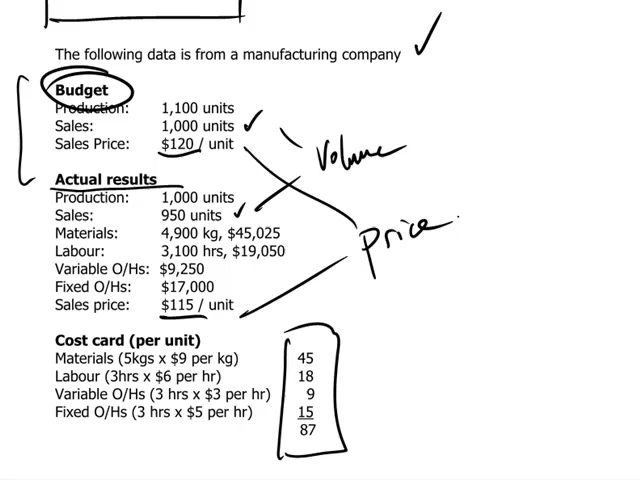 The following data is from a manufacturing company
Budget
Production: 1,100 units
Sales: 1,000 units
Sales Price: $120 / unit
Volume
Actual results
Production: 1,000 units
Sales: 950 units
Materials: 4,900 kg, $45,025
Labour: 3,100 hrs, $19,050
Price
Variable O/Hs: $9,250
Fixed O/Hs: $17,000
Sales price: $115 / unit
Cost card (per unit)
Materials (5kgs x $9 per kg) 45
Labour (3hrs x $6 per hr) 18
Variable O/Hs (3 hrs x $3 per hr) 9
Fixed O/Hs (3 hrs x $5 per hr) 15
87